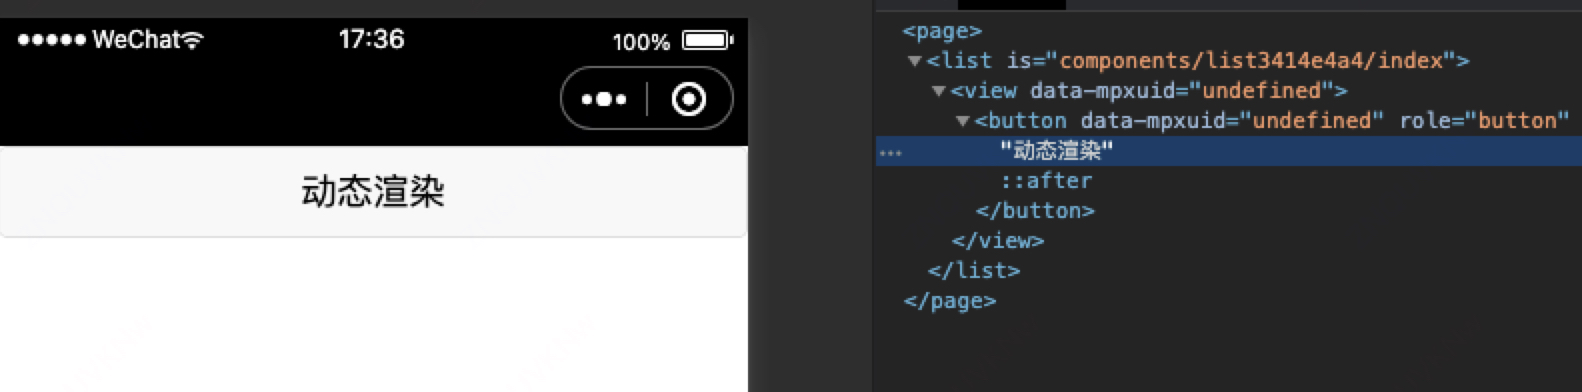 ●●●●● WeChat 17:36 100%
动态渲染
<page>
▼<list is="components/list3414e4a4/index">
▼<view data-mpxuid="undefined">
▼<button data-mpxuid="undefined" role="button"
"动态渲染"
::after
</button>
</view>
</list>
</page>